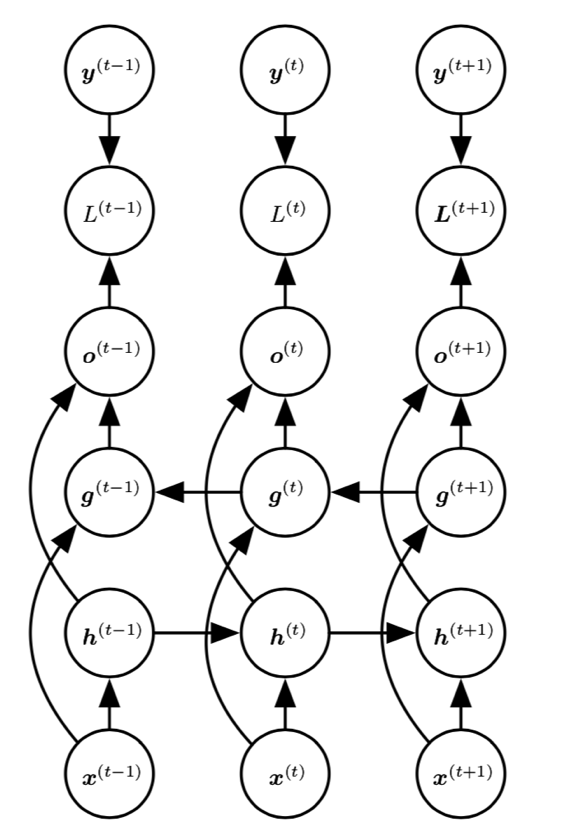 y^(t−1) y^(t) y^(t+1)
L^(t−1) L^(t) L^(t+1)
o^(t−1) o^(t) o^(t+1)
g^(t−1) g^(t) g^(t+1)
h^(t−1) h^(t) h^(t+1)
x^(t−1) x^(t) x^(t+1)